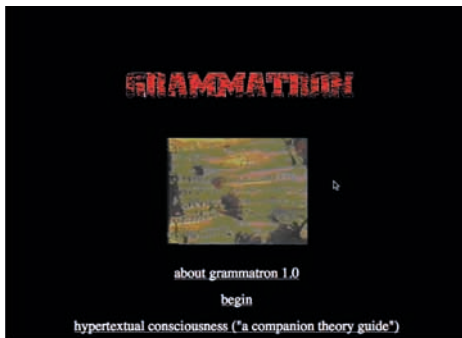 GRAMMATRON
about grammatron 1.0
begin
hypertextual consciousness ("a companion theory guide")